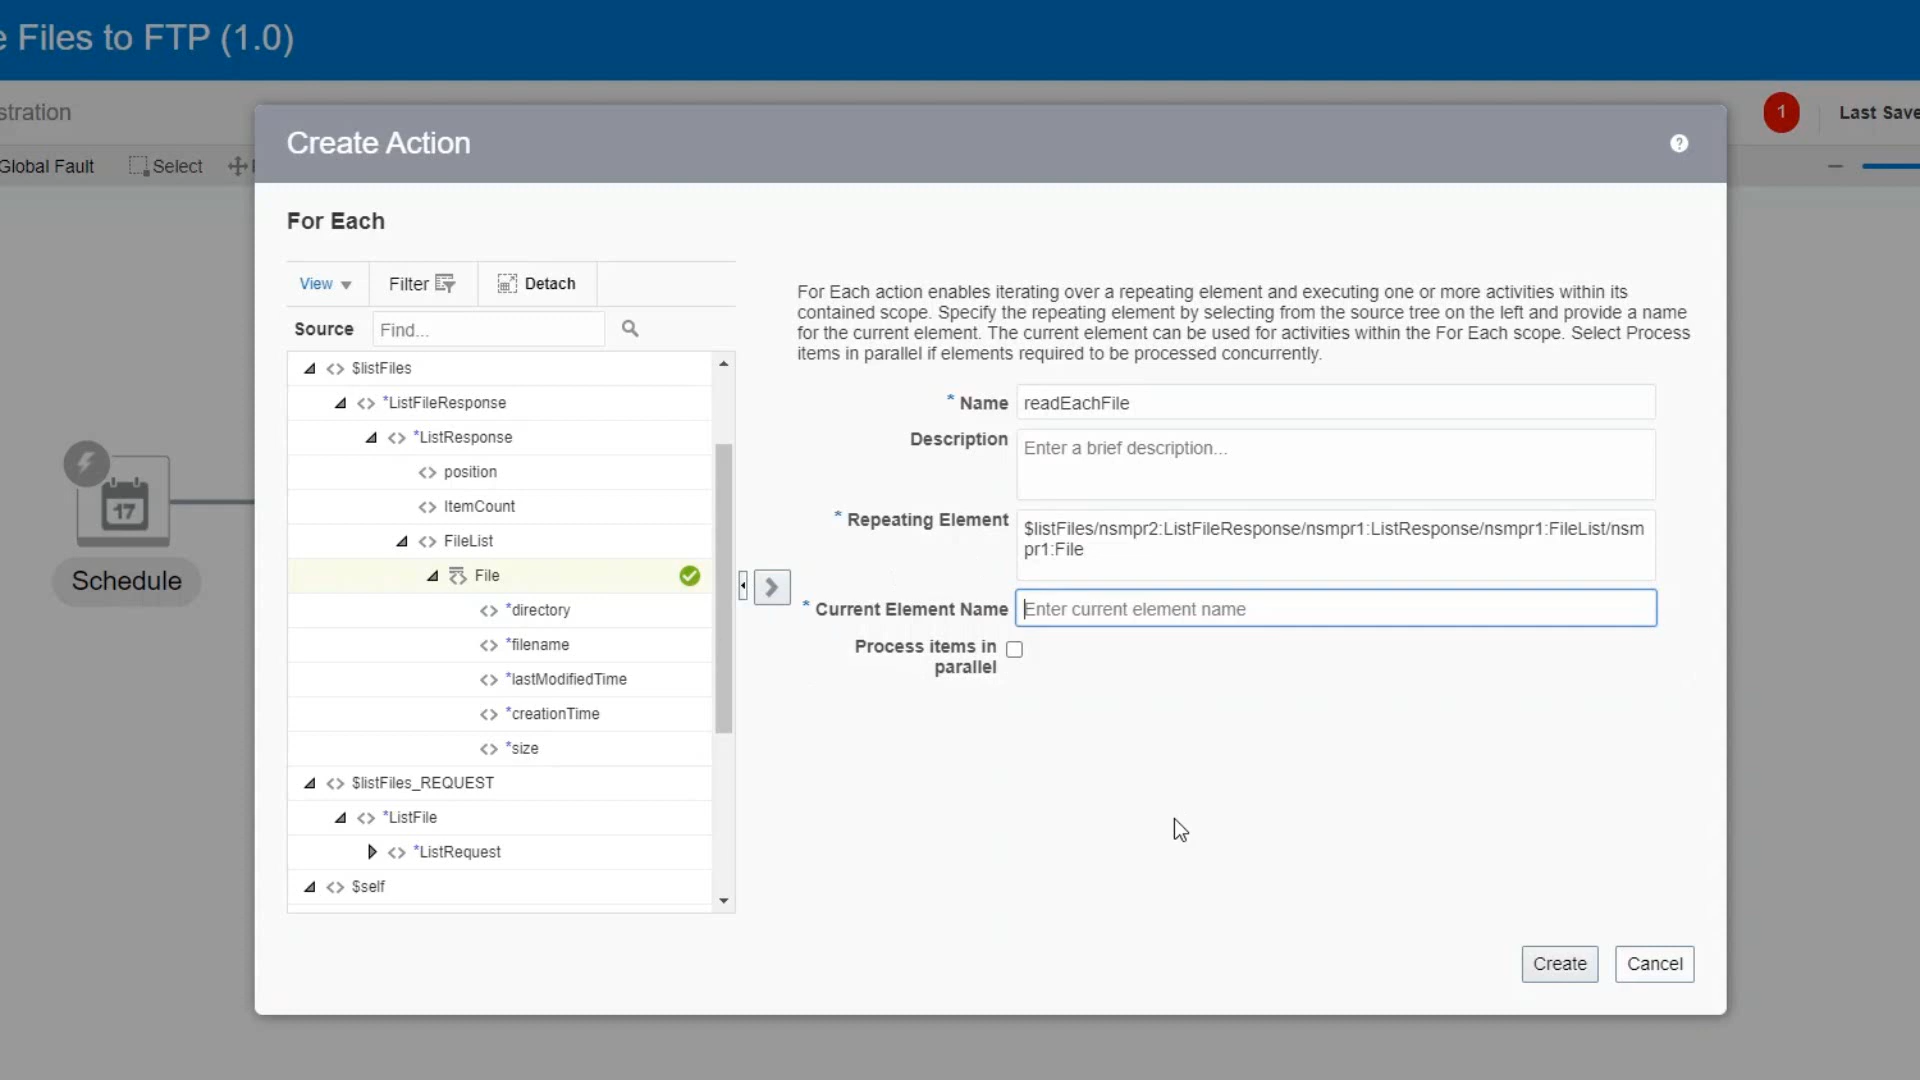 e Files to FTP (1.0)
stration
1
Last Save
Global Fault
Select
Create Action
?
For Each
View
Filter
Detach
Source
Find...
$listFiles
*ListFileResponse
*ListResponse
position
ItemCount
FileList
File
*directory
*filename
*lastModifiedTime
*creationTime
*size
$listFiles_REQUEST
*ListFile
*ListRequest
$self
For Each action enables iterating over a repeating element and executing one or more activities within its
contained scope. Specify the repeating element by selecting from the source tree on the left and provide a name
for the current element. The current element can be used for activities within the For Each scope. Select Process
items in parallel if elements required to be processed concurrently.
* Name
readEachFile
Description
Enter a brief description...
* Repeating Element
$listFiles/nsmpr2:ListFileResponse/nsmpr1:ListResponse/nsmpr1:FileList/nsm
pr1:File
* Current Element Name
Enter current element name
Process items in
parallel
17
Schedule
Create
Cancel